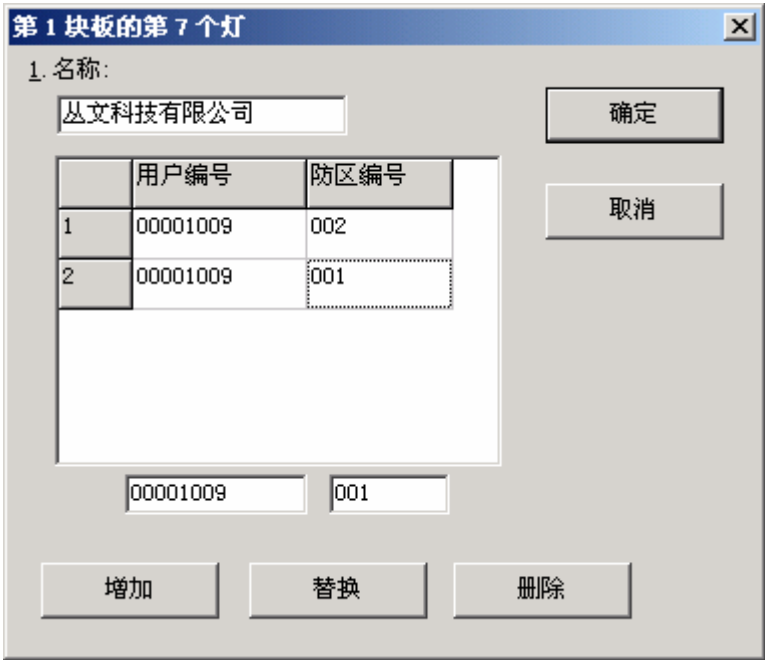 第1块板的第7个灯
1. 名称:
丛文科技有限公司
确定
取消
用户编号 防区编号
1 00001009 002
2 00001009 001
00001009 001
增加 替换 删除